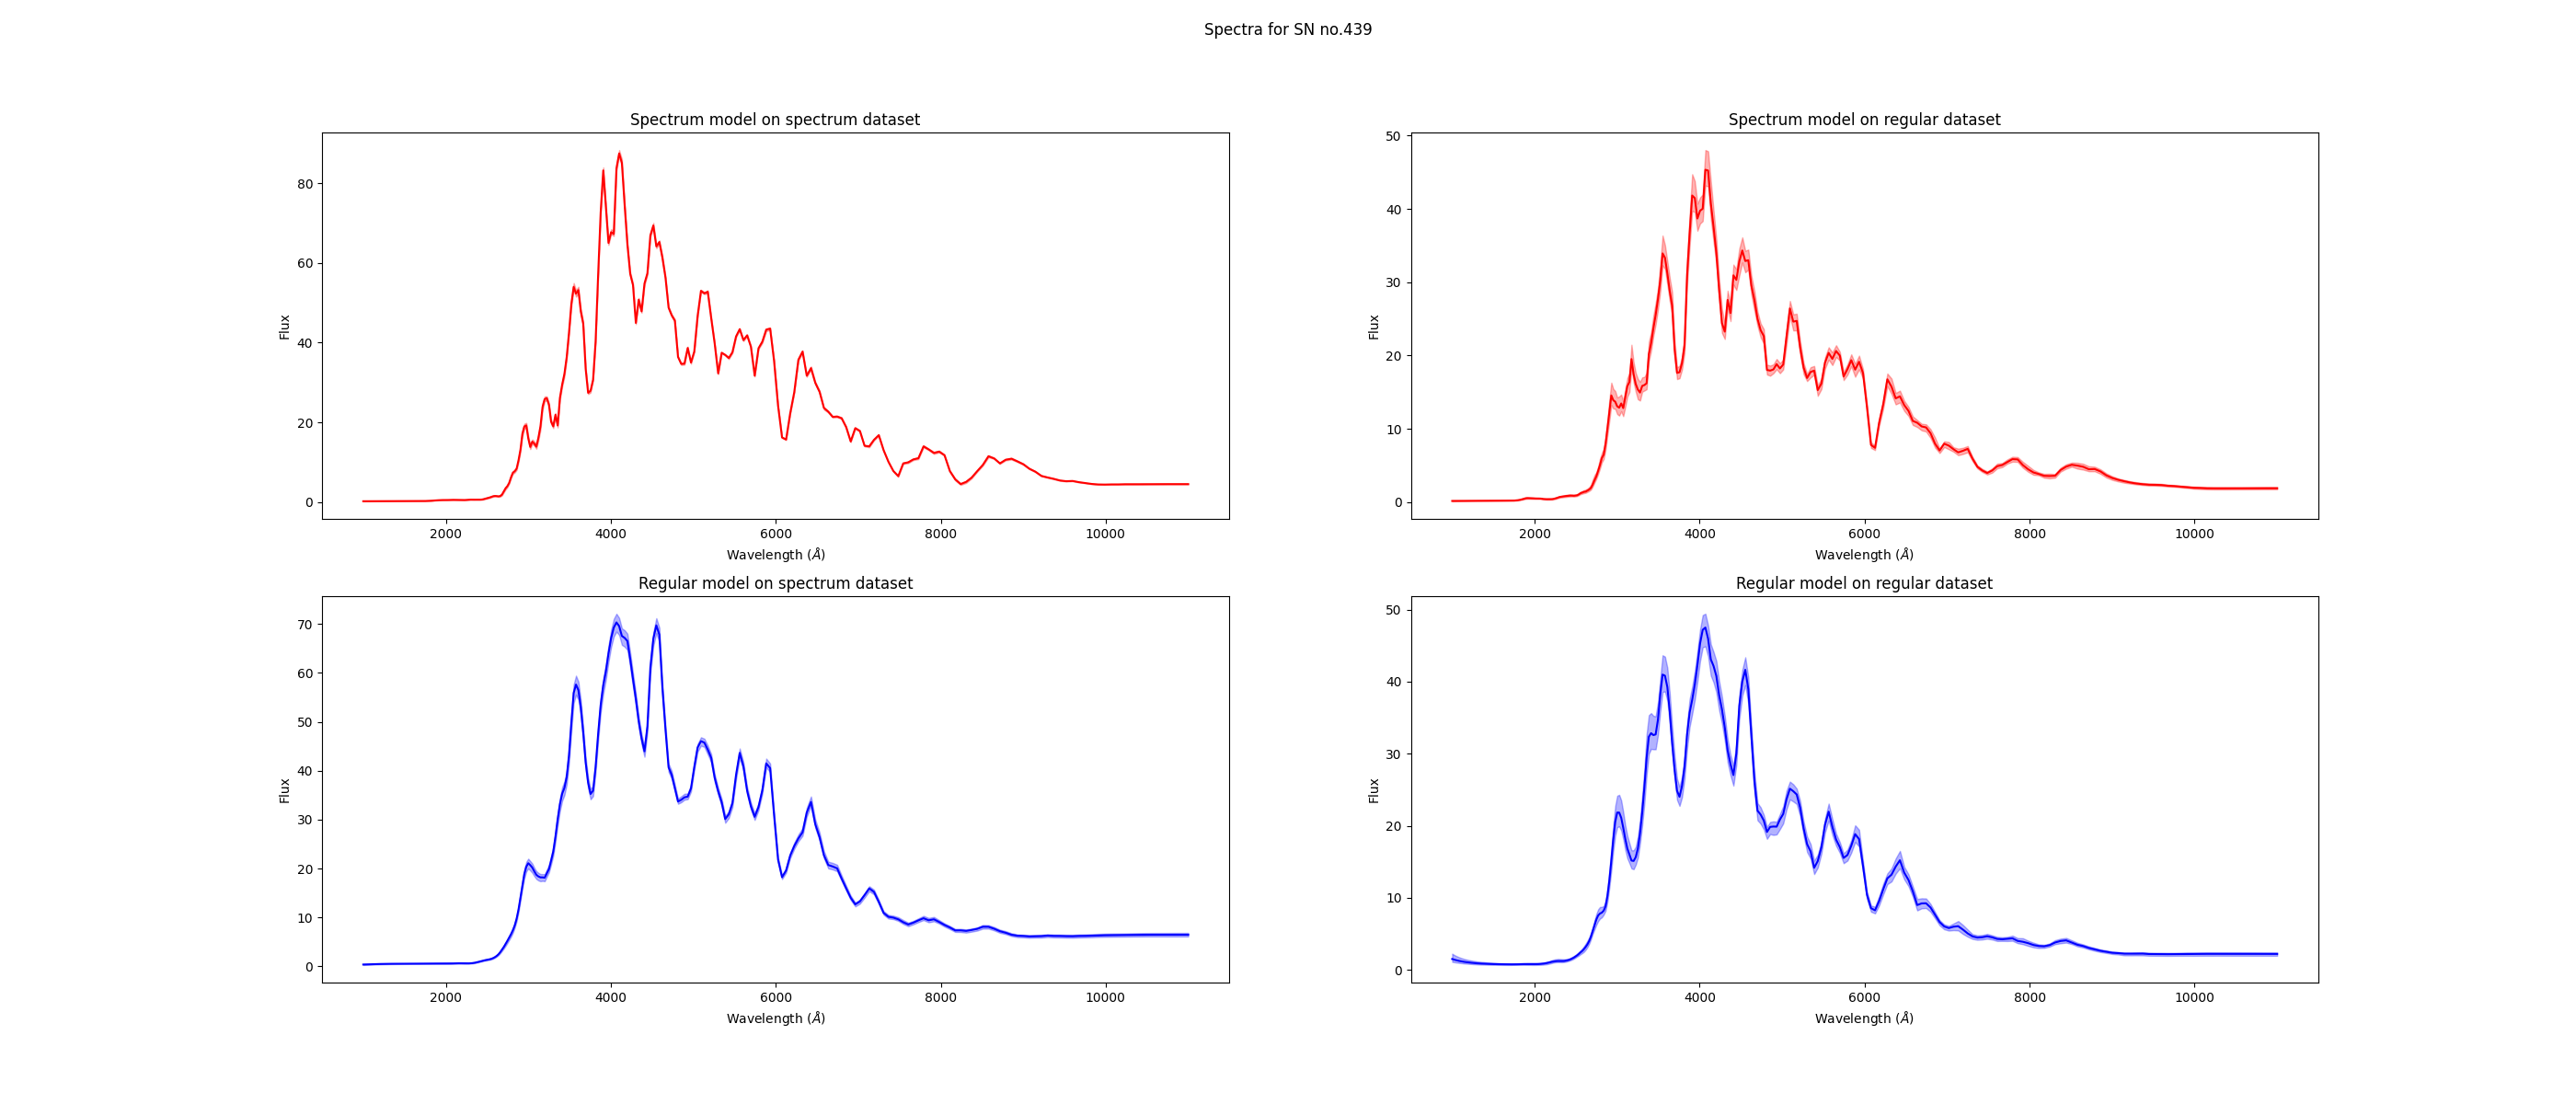 Spectra for SN no.439
Spectrum model on spectrum dataset
Flux
80
60
40
20
0
2000 4000 6000 8000 10000
Wavelength (Å)
Spectrum model on regular dataset
Flux
50
40
30
20
10
0
2000 4000 6000 8000 10000
Wavelength (Å)
Regular model on spectrum dataset
Flux
70
60
50
40
30
20
10
0
2000 4000 6000 8000 10000
Wavelength (Å)
Regular model on regular dataset
Flux
50
40
30
20
10
0
2000 4000 6000 8000 10000
Wavelength (Å)